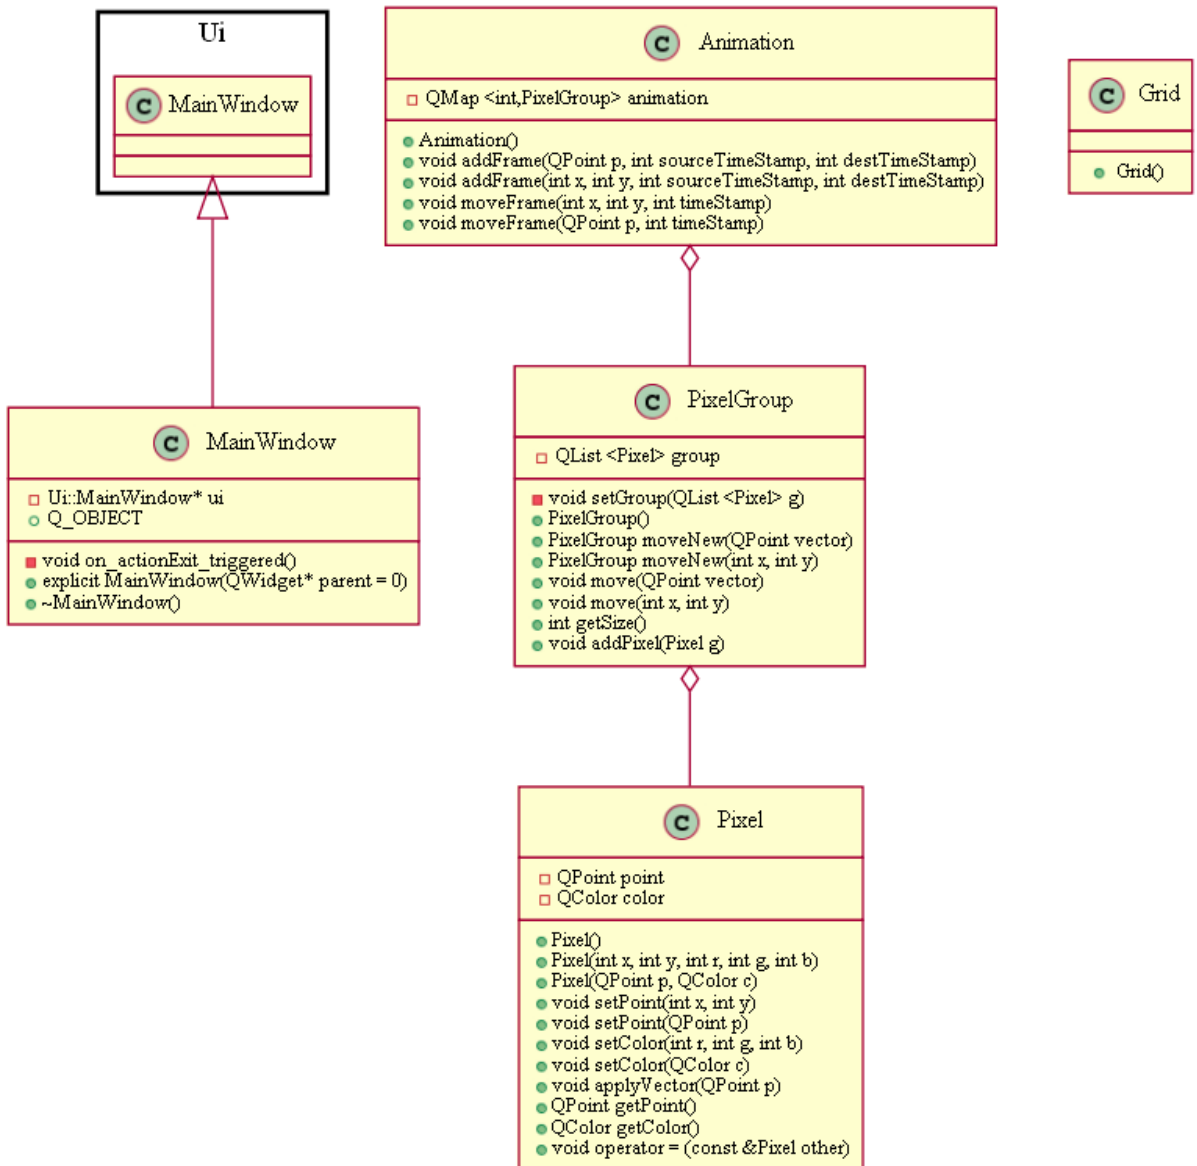 Ui
C MainWindow
C Animation
QMap <int,PixelGroup> animation
Animation()
void addFrame(QPoint p, int sourceTimeStamp, int destTimeStamp)
void addFrame(int x, int y, int sourceTimeStamp, int destTimeStamp)
void moveFrame(int x, int y, int timeStamp)
void moveFrame(QPoint p, int timeStamp)
C Grid
Grid()
C MainWindow
Ui::MainWindow* ui
Q_OBJECT
void on_actionExit_triggered()
explicit MainWindow(QWidget* parent = 0)
~MainWindow()
C PixelGroup
QList <Pixel> group
void setGroup(QList <Pixel> g)
PixelGroup()
PixelGroup moveNew(QPoint vector)
PixelGroup moveNew(int x, int y)
void move(QPoint vector)
void move(int x, int y)
int getSize()
void addPixel(Pixel g)
C Pixel
QPoint point
QColor color
Pixel()
Pixel(int x, int y, int r, int g, int b)
Pixel(QPoint p, QColor c)
void setPoint(int x, int y)
void setPoint(QPoint p)
void setColor(int r, int g, int b)
void setColor(QColor c)
void applyVector(QPoint p)
QPoint getPoint()
QColor getColor()
void operator = (const &Pixel other)